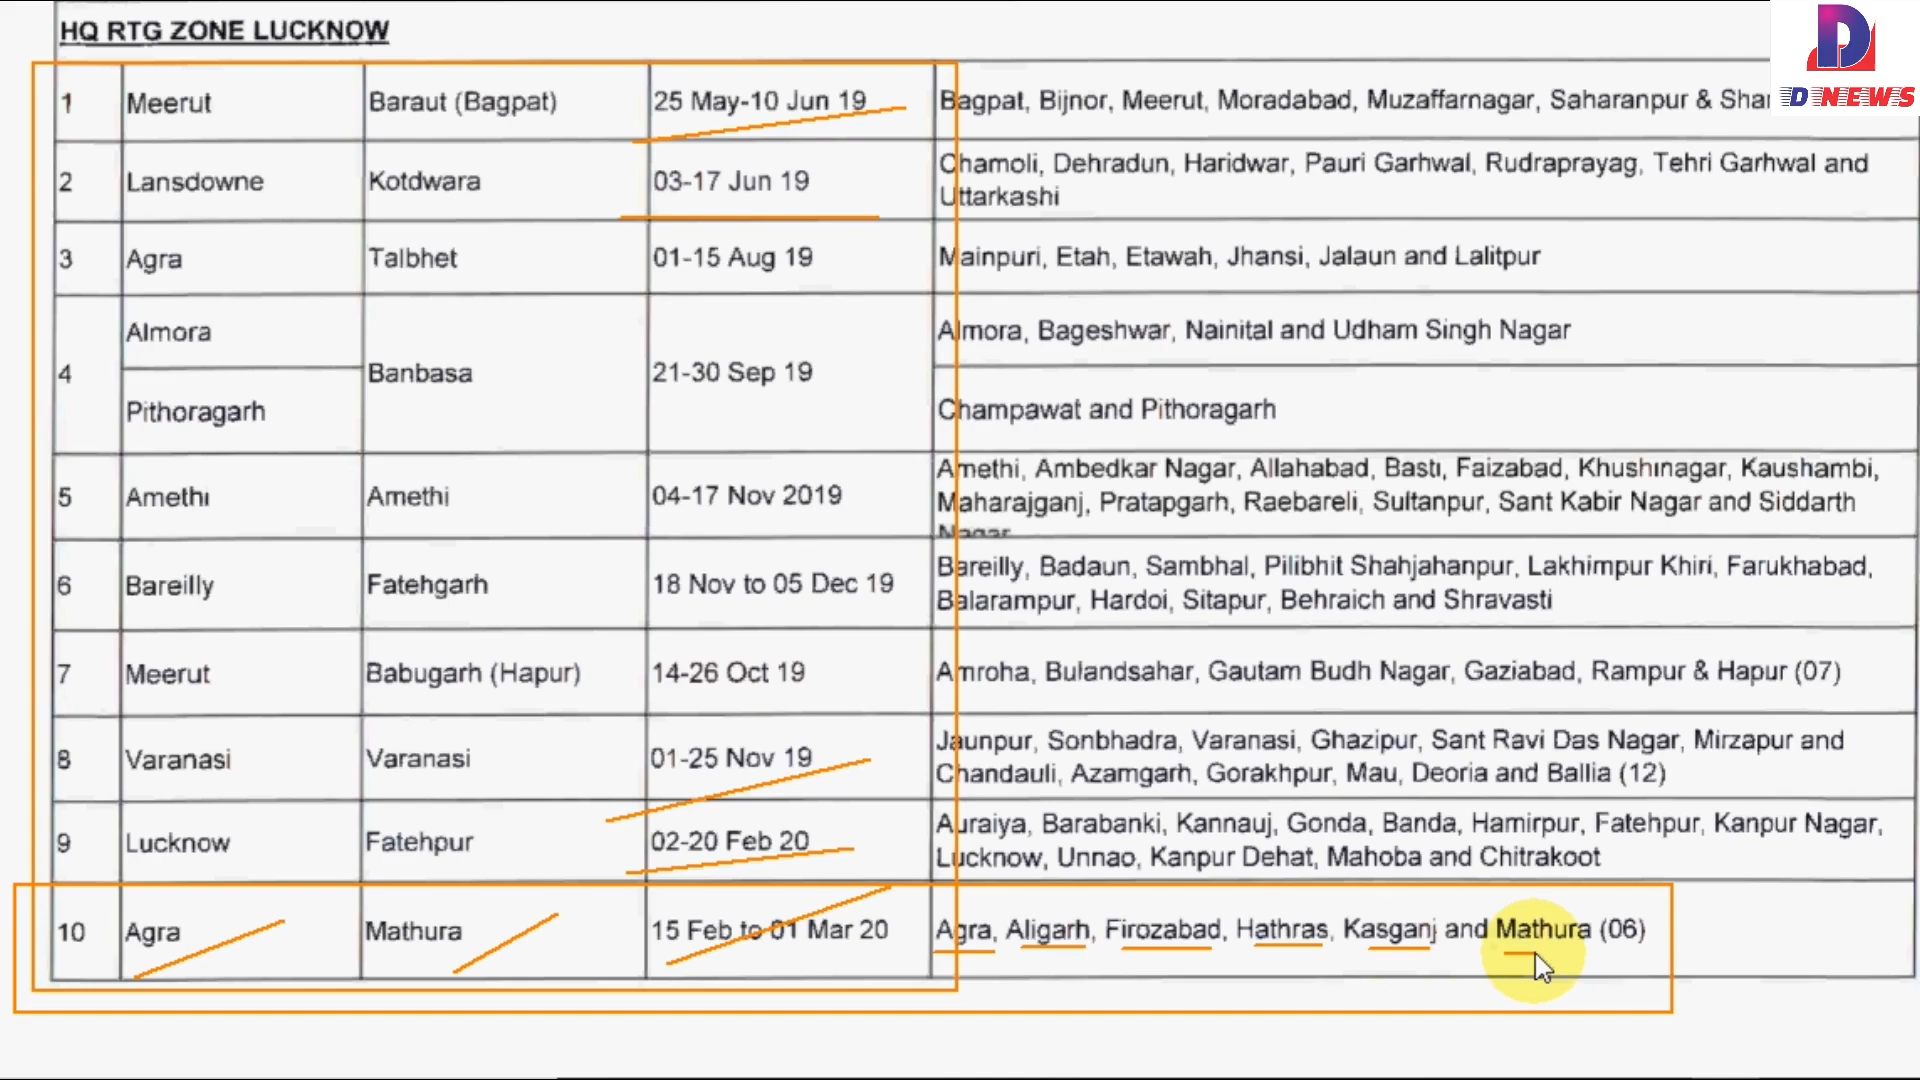 HQ RTG ZONE LUCKNOW
D NEWS
1 Meerut Baraut (Bagpat) 25 May-10 Jun 19 Bagpat, Bijnor, Meerut, Moradabad, Muzaffarnagar, Saharanpur &
2 Lansdowne Kotdwara 03-17 Jun 19 Chamoli, Dehradun, Haridwar, Pauri Garhwal, Rudraprayag, Tehri Garhwal and
Uttarkashi
3 Agra Talbhet 01-15 Aug 19 Mainpuri, Etah, Etawah, Jhansi, Jalaun and Lalitpur
4 Almora Banbasa 21-30 Sep 19 Almora, Bageshwar, Nainital and Udham Singh Nagar
Pithoragarh Champawat and Pithoragarh
5 Amethi Amethi 04-17 Nov 2019 Amethi, Ambedkar Nagar, Allahabad, Basti, Faizabad, Khushinagar, Kaushambi,
Maharajganj, Pratapgarh, Raebareli, Sultanpur, Sant Kabir Nagar and Siddarth
Nagar
6 Bareilly Fatehgarh 18 Nov to 05 Dec 19 Bareilly, Badaun, Sambhal, Pilibhit Shahjahanpur, Lakhimpur Khiri, Farukhabad,
Balarampur, Hardoi, Sitapur, Behraich and Shravasti
7 Meerut Babugarh (Hapur) 14-26 Oct 19 Amroha, Bulandsahar, Gautam Budh Nagar, Gaziabad, Rampur & Hapur (07)
8 Varanasi Varanasi 01-25 Nov 19 Jaunpur, Sonbhadra, Varanasi, Ghazipur, Sant Ravi Das Nagar, Mirzapur and
Chandauli, Azamgarh, Gorakhpur, Mau, Deoria and Ballia (12)
9 Lucknow Fatehpur 02-20 Feb 20 Auraiya, Barabanki, Kannauj, Gonda, Banda, Hamirpur, Fatehpur, Kanpur Nagar,
Lucknow, Unnao, Kanpur Dehat, Mahoba and Chitrakoot
10 Agra Mathura 15 Feb to 01 Mar 20 Agra, Aligarh, Firozabad, Hathras, Kasganj and Mathura (06)